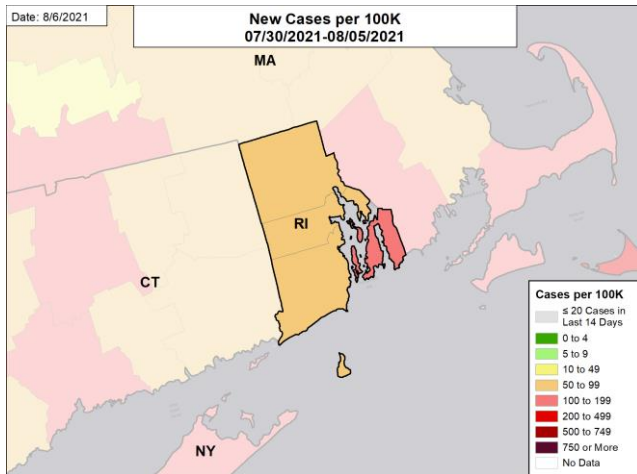 Date: 8/6/2021
New Cases per 100K
07/30/2021-08/05/2021
MA
RI
CT
NY
Cases per 100K
≤ 20 Cases in
Last 14 Days
0 to 4
5 to 9
10 to 49
50 to 99
100 to 199
200 to 499
500 to 749
750 or More
No Data